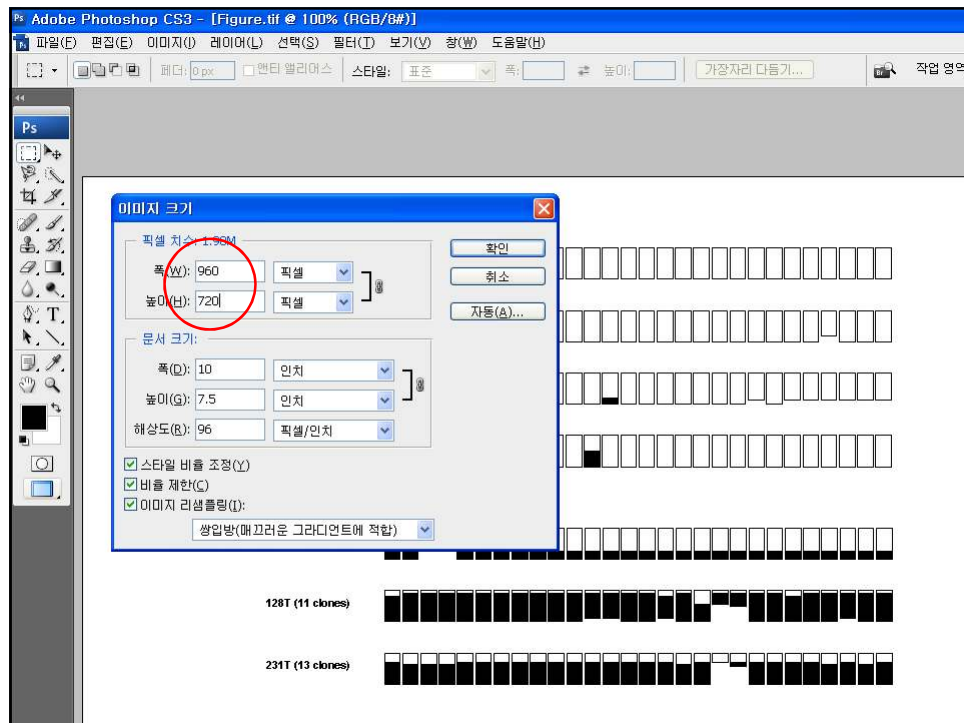 Ps Adobe Photoshop CS3 - [Figure.tif @ 100% (RGB/8#)]
파일(F) 편집(E) 이미지(I) 레이어(L) 선택(S) 필터(T) 보기(V) 창(W) 도움말(H)
페더: 0 px 앤티 앨리어스 스타일: 표준 폭: 높이: 가장자리 다듬기... Br 작업 영역
Ps
이미지 크기
픽셀 치수: 1.98M
폭(W): 960 픽셀
높이(H): 720 픽셀
문서 크기:
폭(D): 10 인치
높이(G): 7.5 인치
해상도(R): 96 픽셀/인치
스타일 비율 조정(Y)
비율 제한(C)
이미지 리샘플링(I):
쌍입방(매끄러운 그라디언트에 적합)
확인
취소
자동(A)...
128T (11 clones)
231T (13 clones)